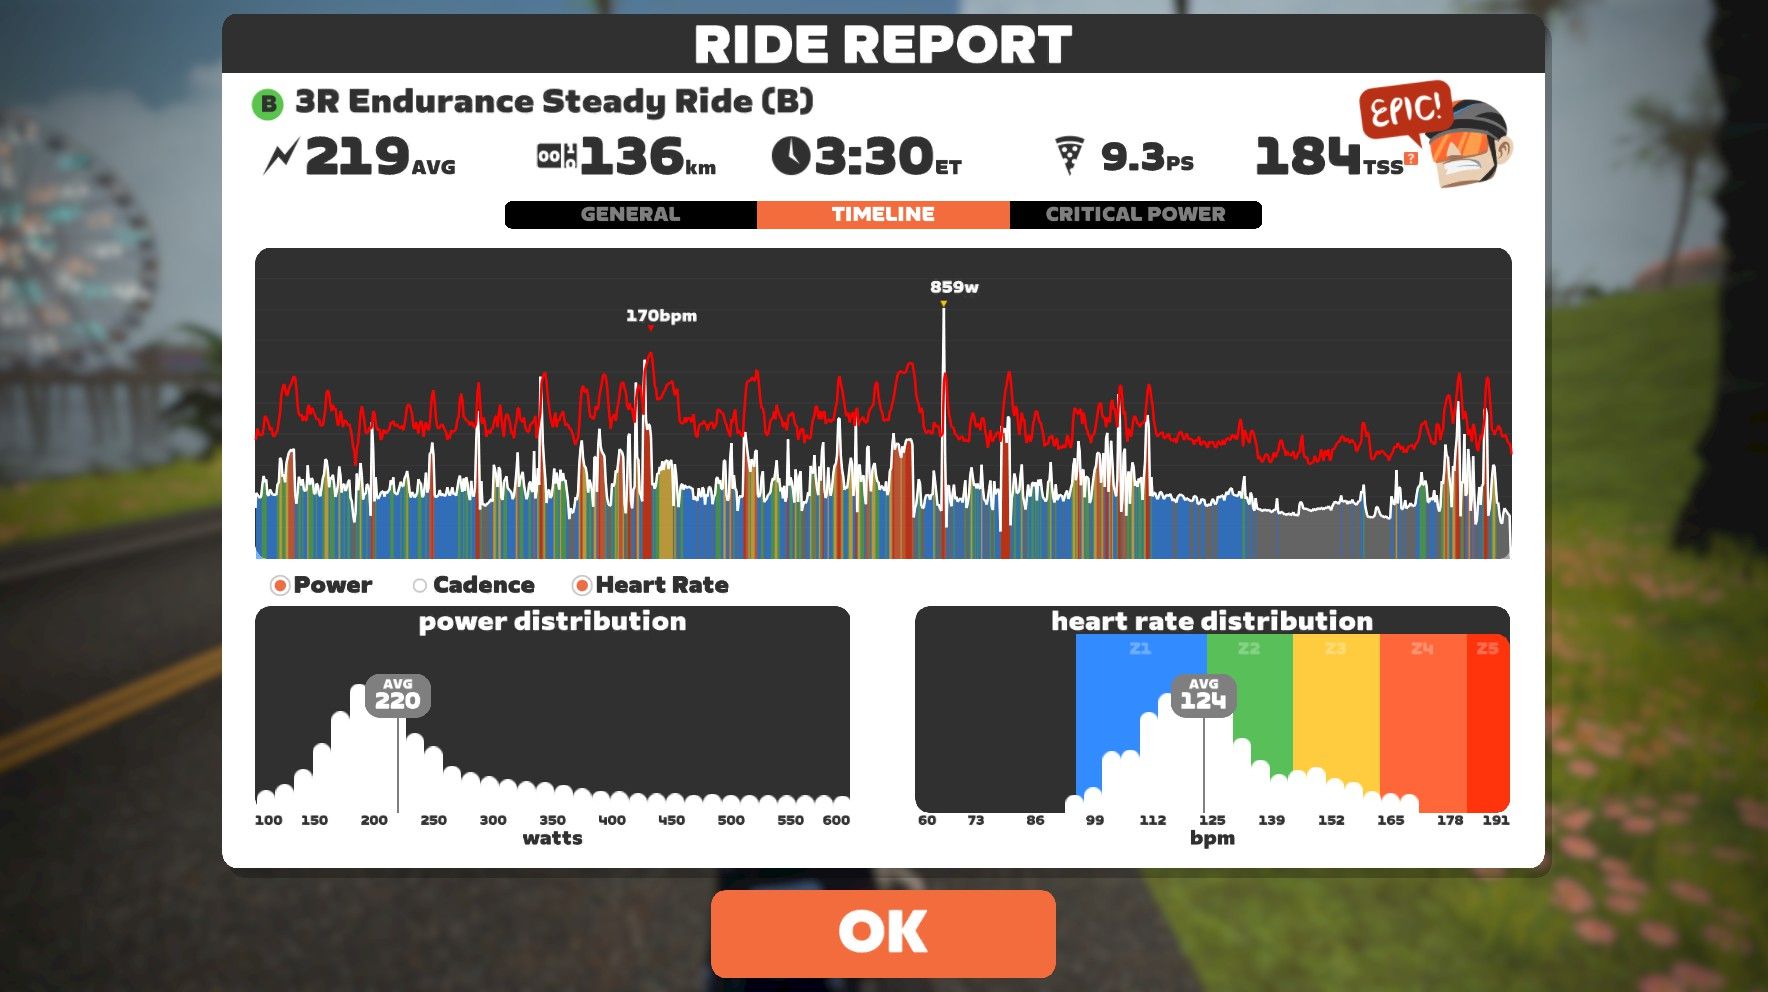 RIDE REPORT
B 3R Endurance Steady Ride (B)
EPIC!
219AVG 136km 3:30ET 9.3PS 184TSS?
GENERAL TIMELINE CRITICAL POWER
859w
170bpm
Power Cadence Heart Rate
power distribution
AVG
220
100 150 200 250 300 350 400 450 500 550 600
watts
heart rate distribution
Z1 Z2 Z3 Z4 Z5
AVG
124
60 73 86 99 112 125 139 152 165 178 191
bpm
OK